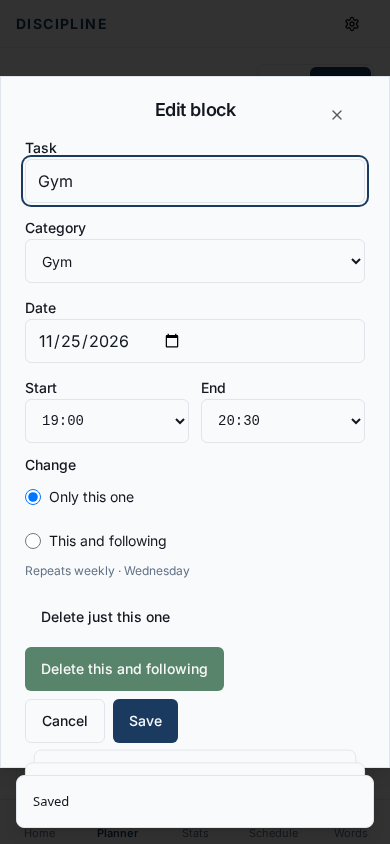 DISCIPLINE
Edit block
Task
Gym
Category
Gym
Date
11/25/2026
Start End
19:00 20:30
Change
Only this one
This and following
Repeats weekly · Wednesday
Delete just this one
Delete this and following
Cancel Save
Saved
Home Planner Stats Schedule Words